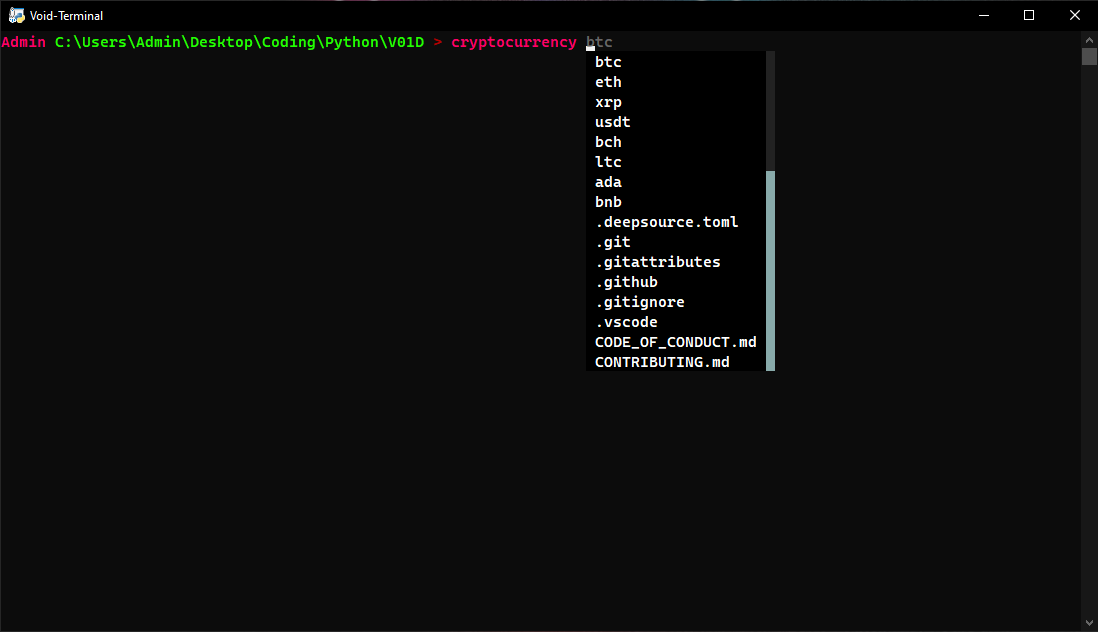 Void-Terminal
Admin C:\Users\Admin\Desktop\Coding\Python\V01D > cryptocurrency btc
btc
eth
xrp
usdt
bch
ltc
ada
bnb
.deepsource.toml
.git
.gitattributes
.github
.gitignore
.vscode
CODE_OF_CONDUCT.md
CONTRIBUTING.md